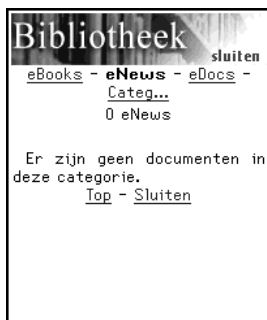 Bibliotheek
sluiten
eBooks - eNews - eDocs -
Categ...
0 eNews
Er zijn geen documenten in
deze categorie.
Top - Sluiten